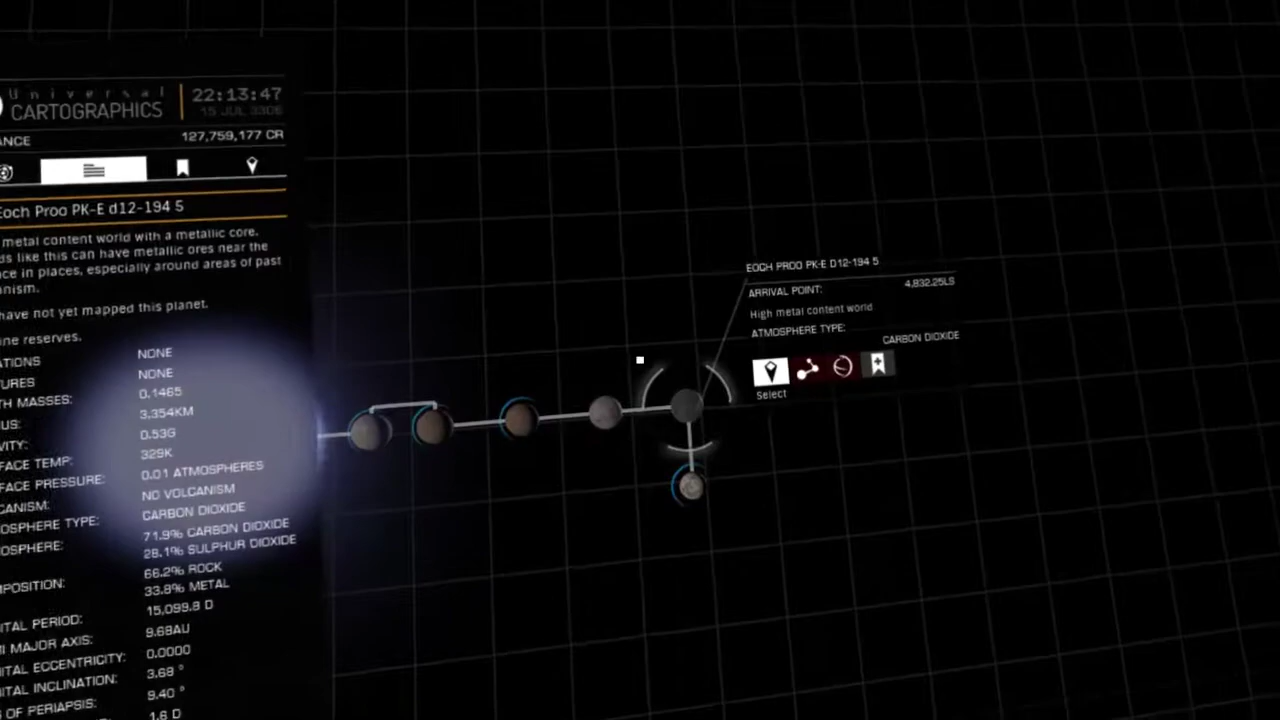 Universal
CARTOGRAPHICS
22:13:47
15 JUL 3306
ANCE
127,759,177 CR
Eoch Proo PK-E d12-194 5
metal content world with a metallic core.
ds like this can have metallic ores near the
ce in places, especially around areas of past
nism.
have not yet mapped this planet.
ine reserves.
ATIONS NONE
URES NONE
TH MASSES: 0.1465
US: 3,354KM
VITY: 0.53G
FACE TEMP: 329K
FACE PRESSURE: 0.01 ATMOSPHERES
CANISM: NO VOLCANISM
OSPHERE TYPE: CARBON DIOXIDE
OSPHERE: 71.9% CARBON DIOXIDE
28.1% SULPHUR DIOXIDE
MPOSITION: 66.2% ROCK
33.8% METAL
ITAL PERIOD: 15,099.8 D
MI MAJOR AXIS: 9.68AU
ITAL ECCENTRICITY: 0.0000
ITAL INCLINATION: 3.68 °
OF PERIAPSIS: 9.40 °
1.6 D
EOCH PROO PK-E D12-194 5
ARRIVAL POINT: 4,832.25LS
High metal content world
ATMOSPHERE TYPE:
CARBON DIOXIDE
Select